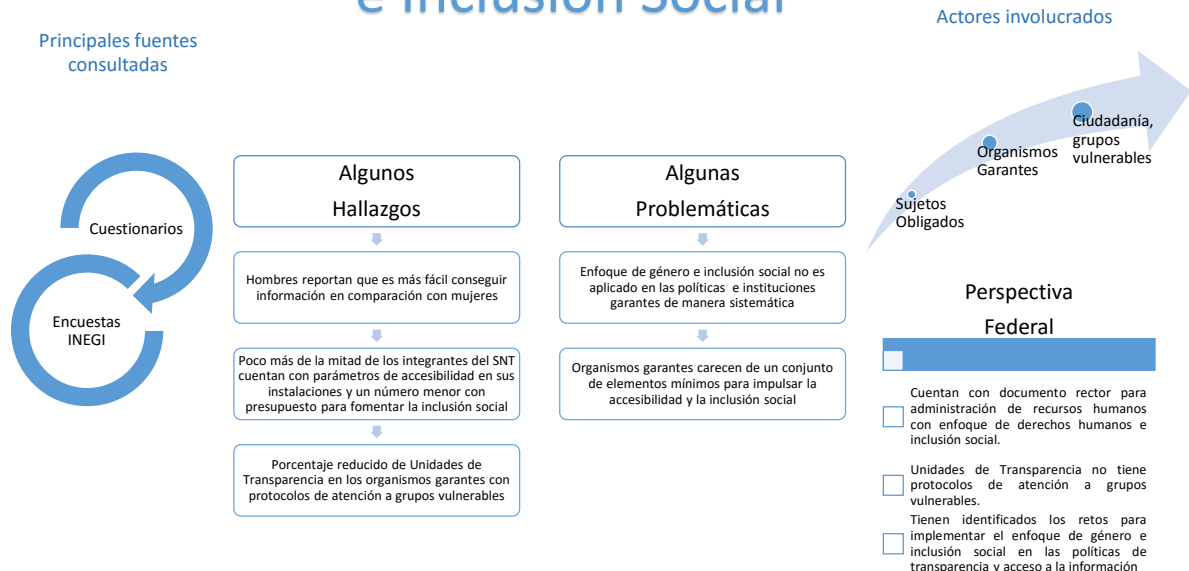 e Inclusión Social
Principales fuentes
consultadas
Cuestionarios
Encuestas
INEGI
Algunos
Hallazgos
Hombres reportan que es más fácil conseguir
información en comparación con mujeres
Poco más de la mitad de los integrantes del SNT
cuentan con parámetros de accesibilidad en sus
instalaciones y un número menor con
presupuesto para fomentar la inclusión social
Porcentaje reducido de Unidades de
Transparencia en los organismos garantes con
protocolos de atención a grupos vulnerables
Algunas
Problemáticas
Enfoque de género e inclusión social no es
aplicado en las políticas e instituciones
garantes de manera sistemática
Organismos garantes carecen de un conjunto
de elementos mínimos para impulsar la
accesibilidad y la inclusión social
Actores involucrados
Sujetos
Obligados
Organismos
Garantes
Ciudadanía,
grupos
vulnerables
Perspectiva
Federal
Cuentan con documento rector para
administración de recursos humanos
con enfoque de derechos humanos e
inclusión social.
Unidades de Transparencia no tiene
protocolos de atención a grupos
vulnerables.
Tienen identificados los retos para
implementar el enfoque de género e
inclusión social en las políticas de
transparencia y acceso a la información